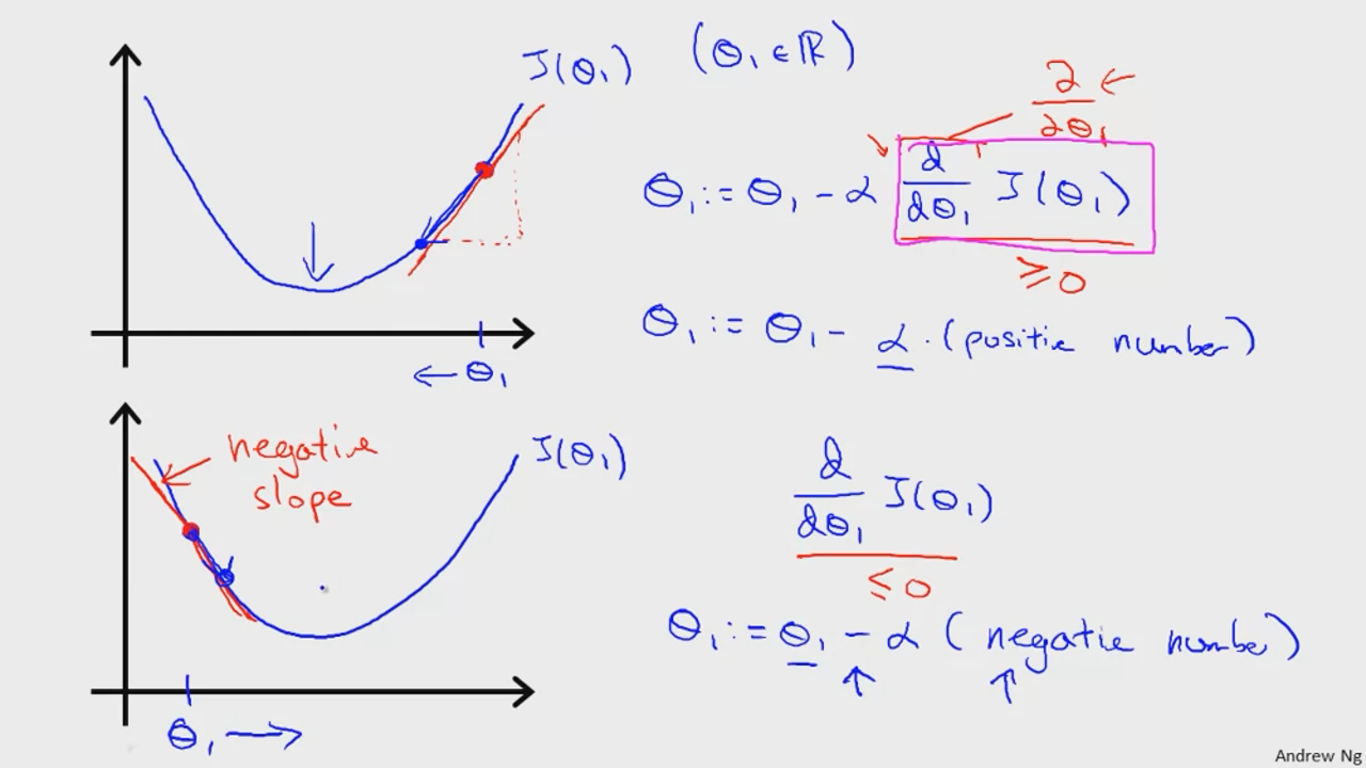 J(θ₁) (θ₁ ∈ ℝ)
∂/∂θ₁ ←
θ₁ := θ₁ - α d/dθ₁ J(θ₁)
≥ 0
θ₁ := θ₁ - α · (positive number)
← θ₁
negative
slope
J(θ₁)
d/dθ₁ J(θ₁)
≤ 0
θ₁ := θ₁ - α (negative number)
θ₁ →
Andrew Ng